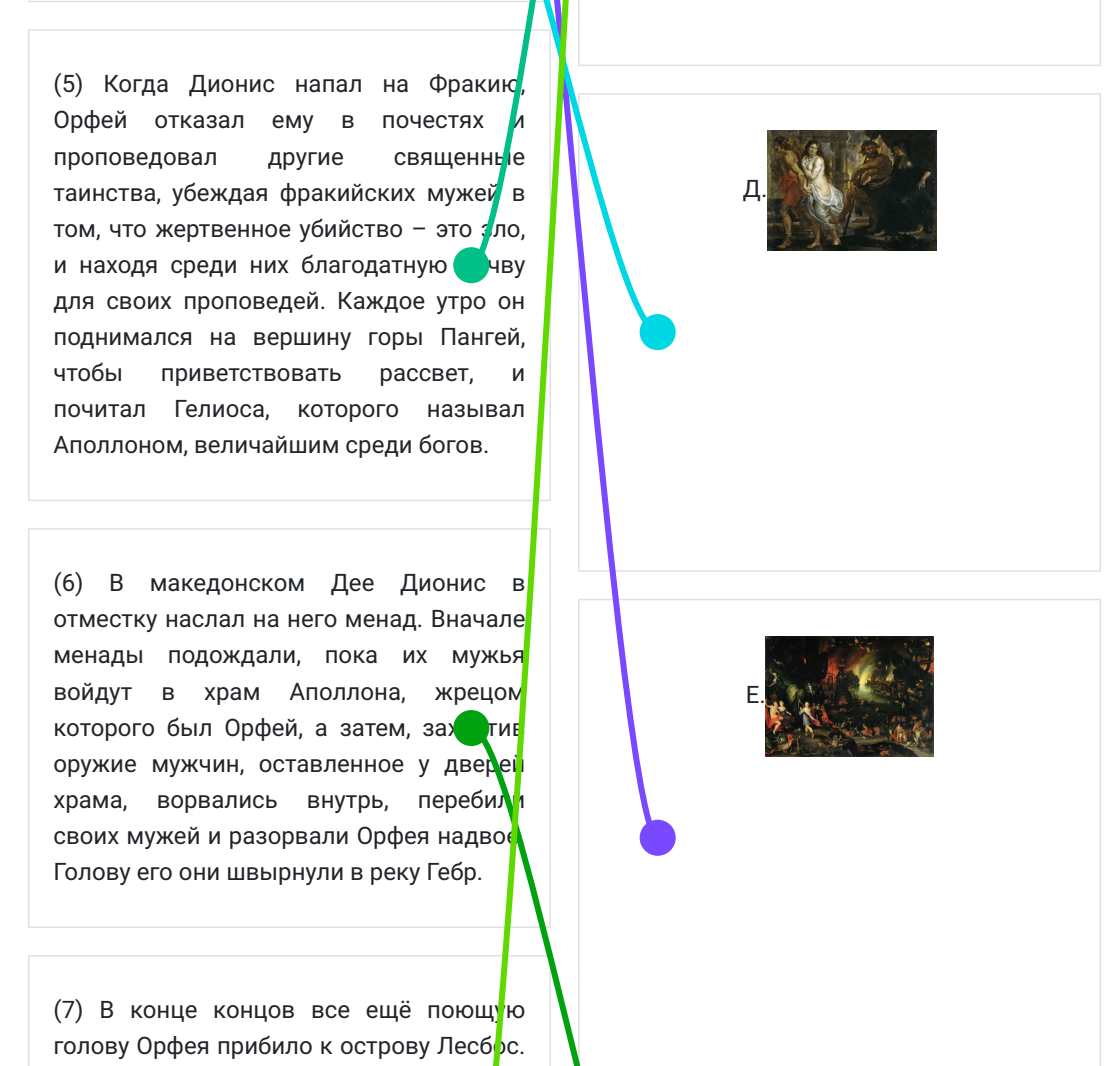 (5) Когда Дионис напал на Фракию,
Орфей отказал ему в почестях и
проповедовал другие священные
таинства, убеждая фракийских мужей в
том, что жертвенное убийство – это зло,
и находя среди них благодатную чву
для своих проповедей. Каждое утро он
поднимался на вершину горы Пангей,
чтобы приветствовать рассвет, и
почитал Гелиоса, которого называл
Аполлоном, величайшим среди богов.
(6) В македонском Дее Дионис в
отместку наслал на него менад. Вначале
менады подождали, пока их мужья
войдут в храм Аполлона, жрецом
которого был Орфей, а затем, захватив
оружие мужчин, оставленное у дверей
храма, ворвались внутрь, перебили
своих мужей и разорвали Орфея надвое.
Голову его они швырнули в реку Гебр.
(7) В конце концов все ещё поющую
голову Орфея прибило к острову Лесбос.
Д.
Е.